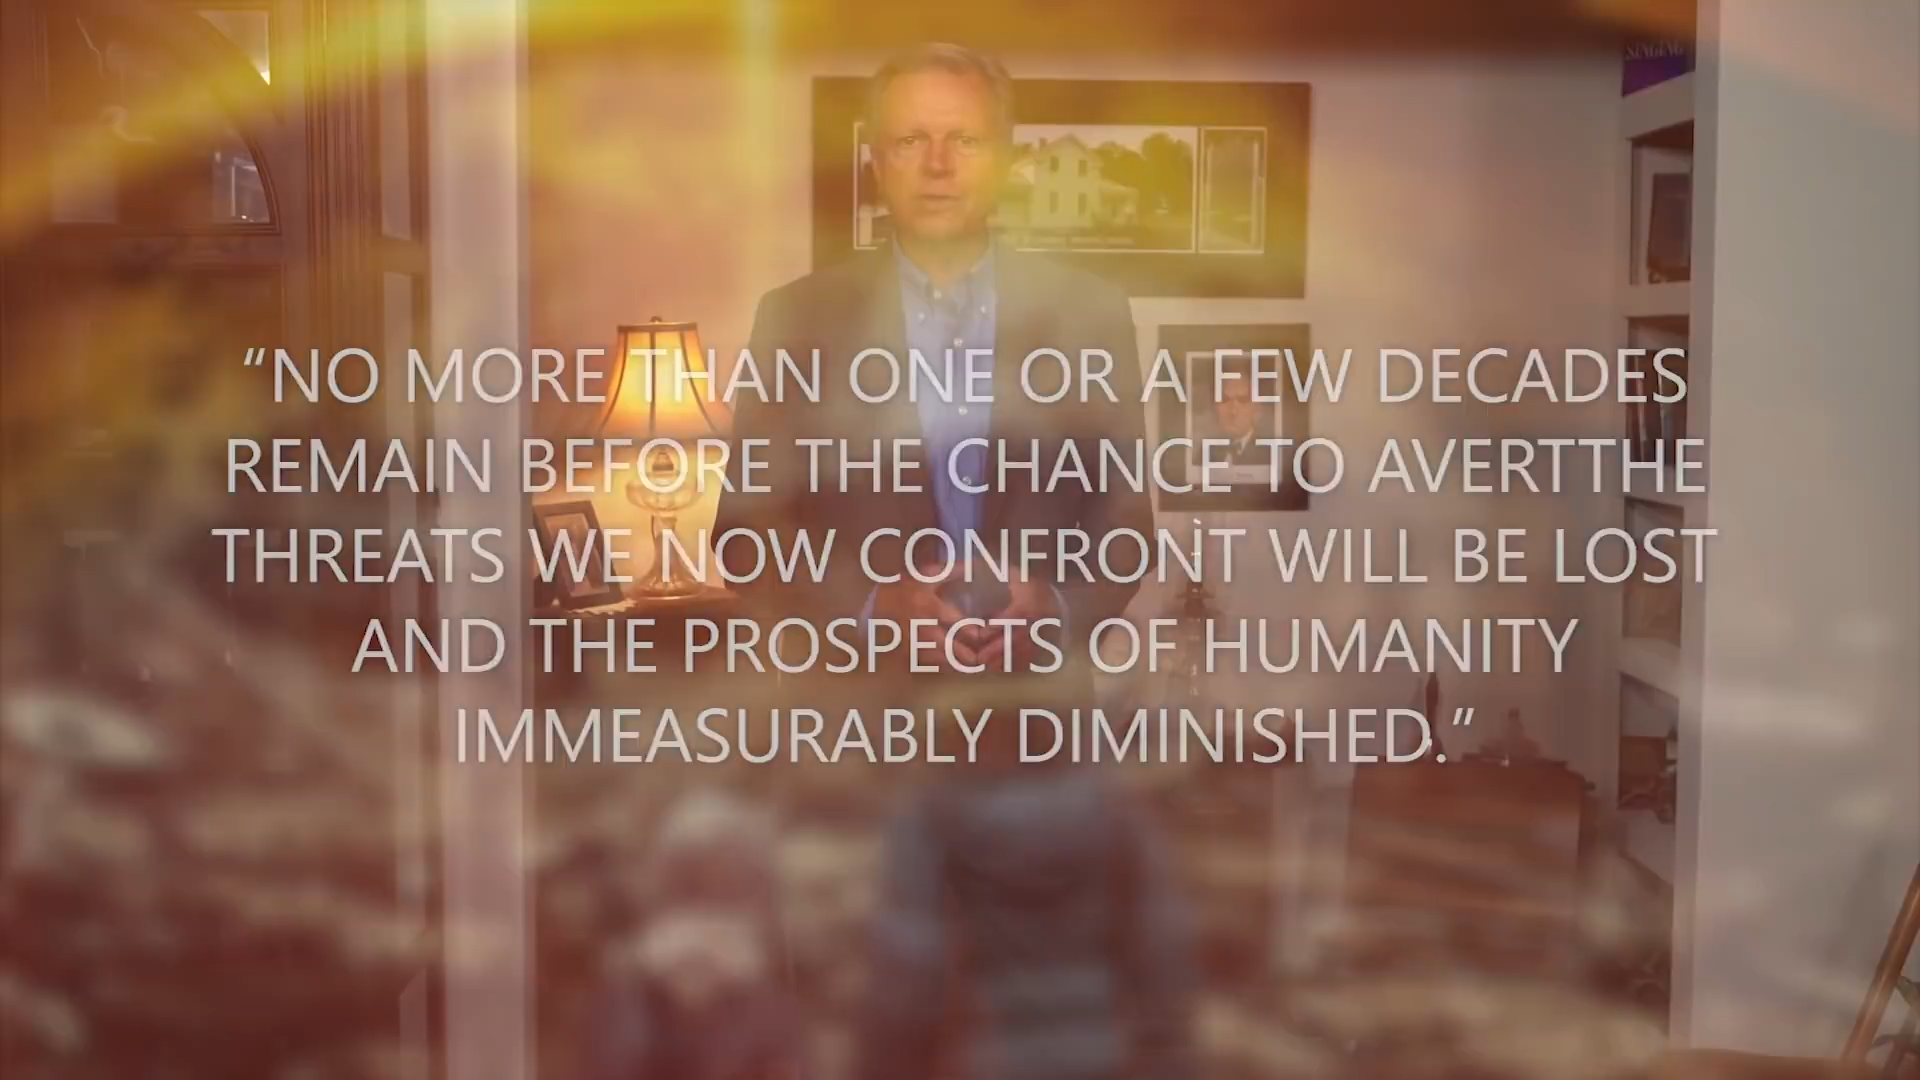 SINGING
“NO MORE THAN ONE OR A FEW DECADES
REMAIN BEFORE THE CHANCE TO AVERTTHE
THREATS WE NOW CONFRONT WILL BE LOST
AND THE PROSPECTS OF HUMANITY
IMMEASURABLY DIMINISHED.”